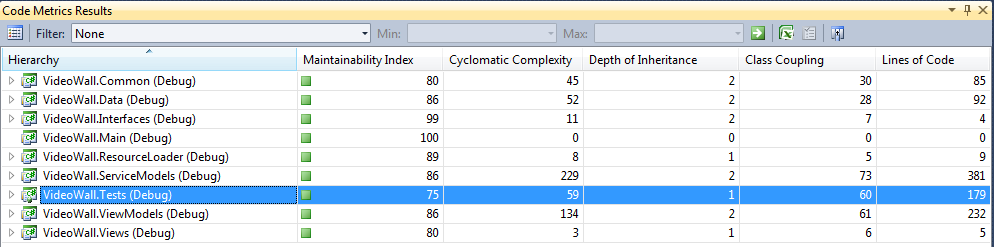 Code Metrics Results
Filter: None Min: Max:
Hierarchy Maintainability Index Cyclomatic Complexity Depth of Inheritance Class Coupling Lines of Code
VideoWall.Common (Debug) 80 45 2 30 85
VideoWall.Data (Debug) 86 52 2 28 92
VideoWall.Interfaces (Debug) 99 11 2 7 4
VideoWall.Main (Debug) 100 0 0 0 0
VideoWall.ResourceLoader (Debug) 89 8 1 5 9
VideoWall.ServiceModels (Debug) 86 229 2 73 381
VideoWall.Tests (Debug) 75 59 1 60 179
VideoWall.ViewModels (Debug) 86 134 2 61 232
VideoWall.Views (Debug) 80 3 1 6 5